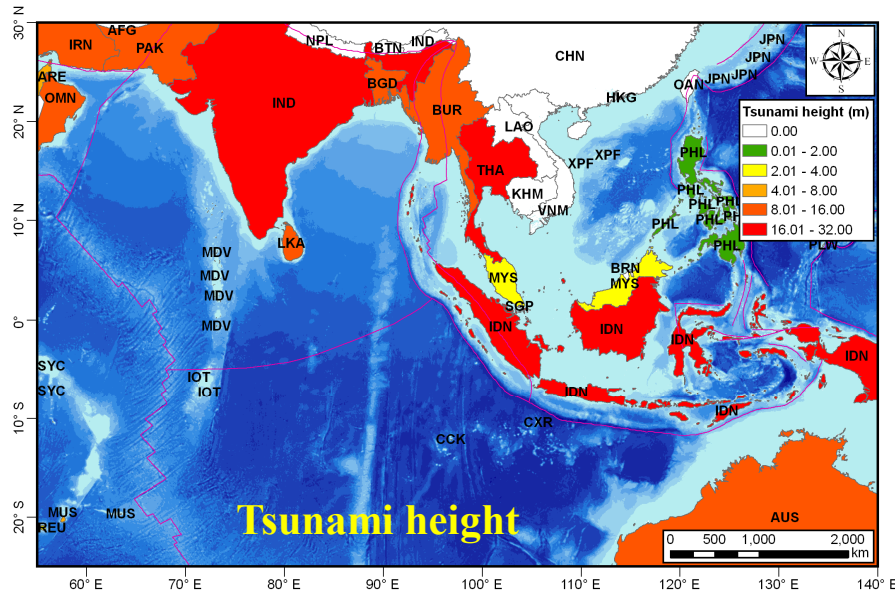 30° N
20° N
10° N
0°
10° S
20° S
AFG
IRN
PAK
NPL
BTN
IND
CHN
JPN
JPN
JPN
JPN
N
W
E
S
ARE
OMN
IND
BGD
BUR
HKG
OAN
LAO
XPF
XPF
THA
KHM
VNM
PHL
PHL
PHL
PHL
PHL
PHL
PHL
Tsunami height (m)
0.00
0.01 - 2.00
2.01 - 4.00
4.01 - 8.00
8.01 - 16.00
16.01 - 32.00
LKA
MDV
MDV
MDV
MDV
MYS
SGP
BRN
MYS
PLW
IDN
IDN
IDN
IDN
IDN
IDN
SYC
SYC
IOT
IOT
CCK
CXR
MUS
MUS
REU
AUS
Tsunami height
0 500 1,000 2,000
km
60° E
70° E
80° E
90° E
100° E
110° E
120° E
130° E
140° E